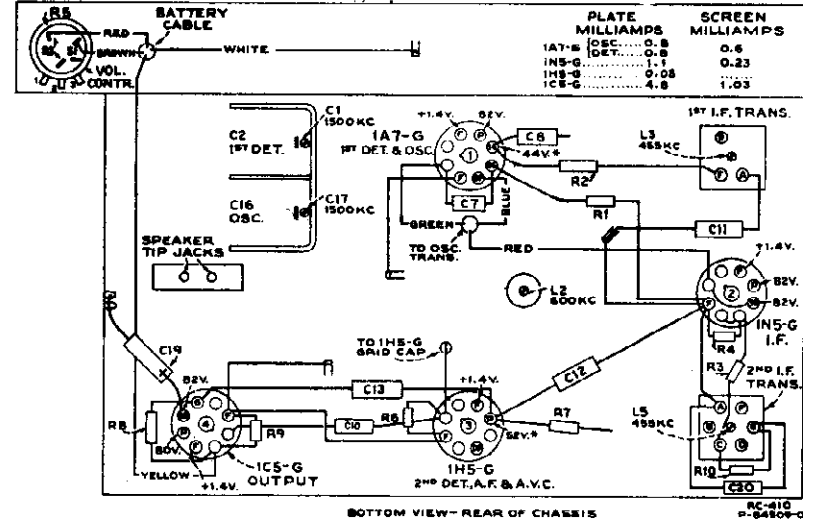 R5
BATTERY
CABLE
RED
BROWN
WHITE
VOL.
CONTR.
PLATE
MILLIAMPS
SCREEN
MILLIAMPS
1A7-G
OSC......0.8
DET......0.8
0.6
1N5-G............1.1
0.23
1H5-G............0.05
......
1C5-G............4.8
1.03
C1
1500KC
C2
1ST DET.
C16
OSC.
C17
1500KC
SPEAKER
TIP JACKS
+1.4V.
82V.
1A7-G
1ST DET. & OSC.
F
P
1
C8
44V.*
R2
C7
R1
BLUE
GREEN
TO OSC.
TRANS.
RED
1ST I.F. TRANS.
L3
455KC
F
A
C11
L2
600KC
+1.4V.
P
82V.
82V.
2
F
1N5-G
I.F.
R4
R3
2ND I.F.
TRANS.
L5
455KC
A
P
C
R10
C20
C19
82V.
G
4
F
P
F
R8
80V.
R9
YELLOW
+1.4V.
1C5-G
OUTPUT
TO 1H5-G
GRID CAP
C13
C10
R6
+1.4V.
F
P
3
F
52V.*
C12
R7
1H5-G
2ND DET., A.F. & A.V.C.
BOTTOM VIEW-REAR OF CHASSIS
RC-410